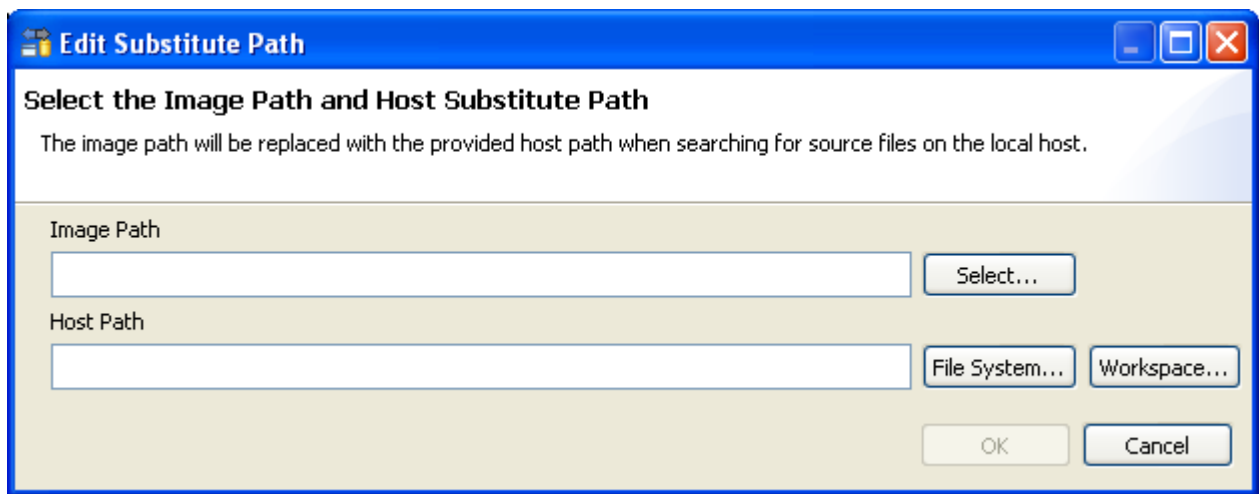 Edit Substitute Path
Select the Image Path and Host Substitute Path
The image path will be replaced with the provided host path when searching for source files on the local host.
Image Path
Select...
Host Path
File System... Workspace...
OK Cancel